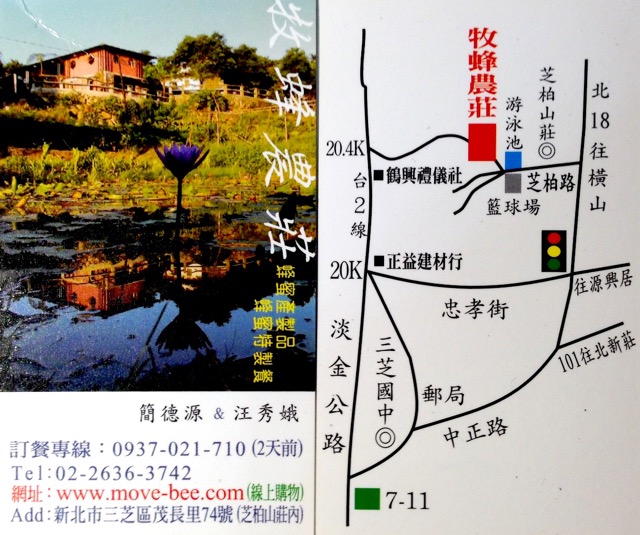 牧蜂農莊
蜂蜜產製品
蜂蜜特製餐
簡德源 & 汪秀娥
訂餐專線：0937-021-710 (2天前)
Tel:02-2636-3742
網址：www.move-bee.com (線上購物)
Add:新北市三芝區茂長里74號(芝柏山莊內)
牧蜂農莊
游泳池
芝柏山莊◎
北18往橫山
20.4K
台2線
鶴興禮儀社
芝柏路
籃球場
正益建材行
20K
往源興居
忠孝街
淡金公路
三芝國中◎
郵局
中正路
101往北新莊
7-11